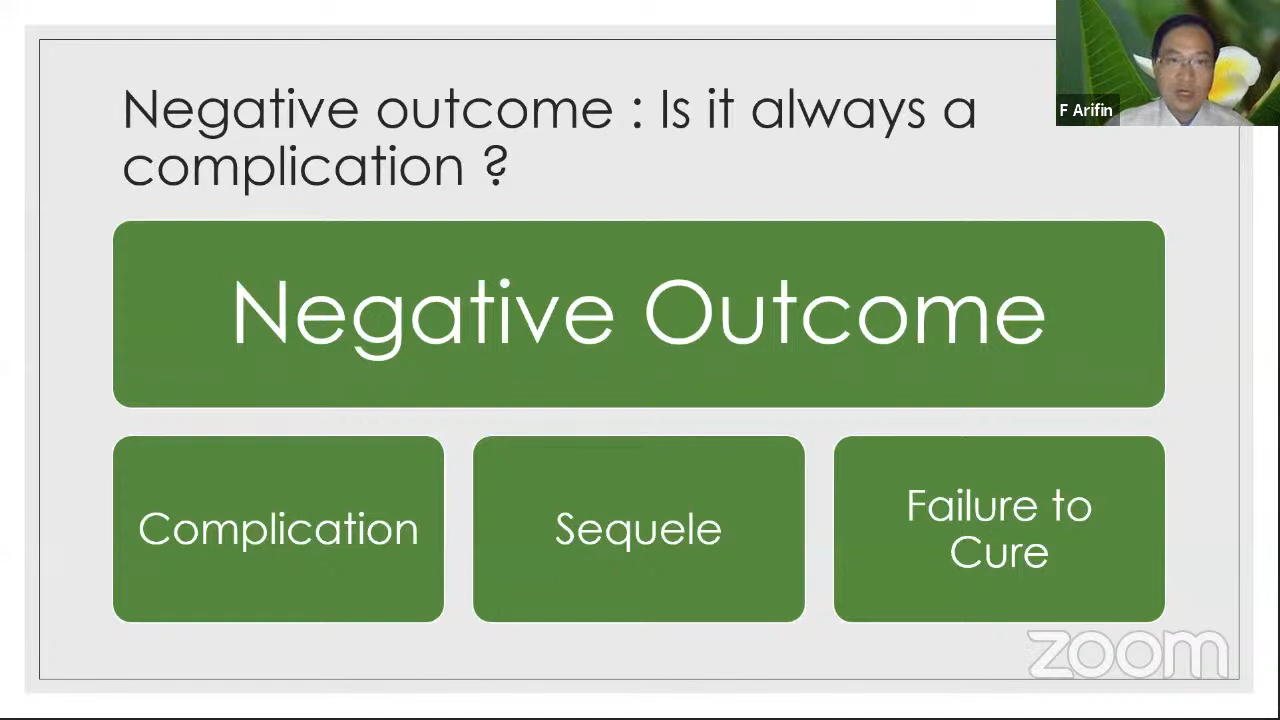 Negative outcome : Is it always a
complication ?
F Arifin
Negative Outcome
Complication
Sequele
Failure to
Cure
zoom